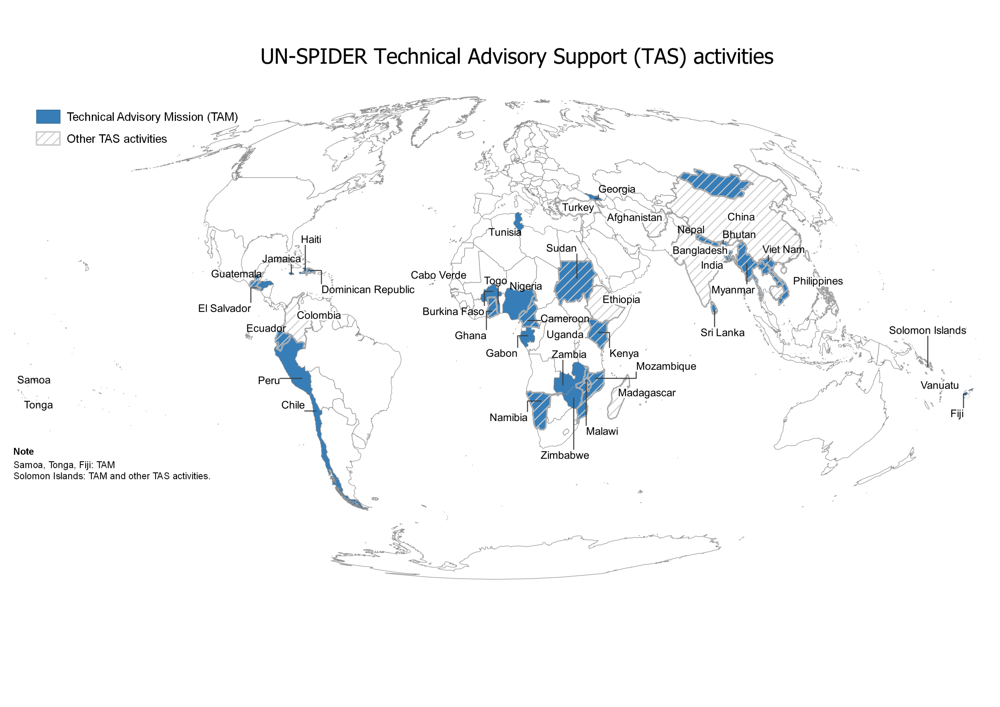 UN-SPIDER Technical Advisory Support (TAS) activities
Technical Advisory Mission (TAM)
Other TAS activities
Georgia
Turkey
Afghanistan
China
Tunisia
Nepal
Bhutan
Haiti
Sudan
Bangladesh
Viet Nam
Jamaica
India
Guatemala
Cabo Verde
Togo
Nigeria
Philippines
Dominican Republic
Myanmar
Ethiopia
El Salvador
Burkina Faso
Colombia
Cameroon
Ecuador
Solomon Islands
Ghana
Uganda
Sri Lanka
Gabon
Zambia
Kenya
Mozambique
Samoa
Peru
Vanuatu
Madagascar
Tonga
Chile
Fiji
Namibia
Malawi
Zimbabwe
Note
Samoa, Tonga, Fiji: TAM
Solomon Islands: TAM and other TAS activities.